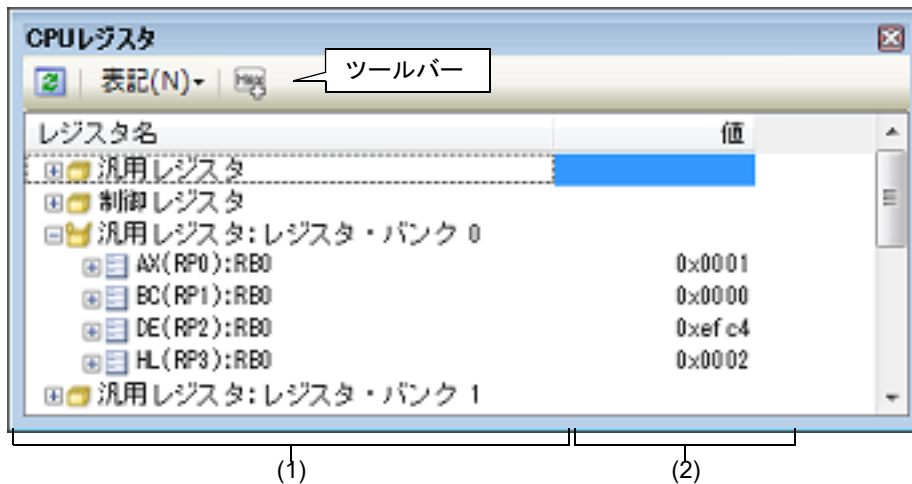 CPUレジスタ
表記(N)
Hex
ツールバー
レジスタ名 値
汎用レジスタ
制御レジスタ
汎用レジスタ:レジスタ・バンク 0
AX(RP0):RB0 0x0001
BC(RP1):RB0 0x0000
DE(RP2):RB0 0xefc4
HL(RP3):RB0 0x0002
汎用レジスタ:レジスタ・バンク 1
(1) (2)